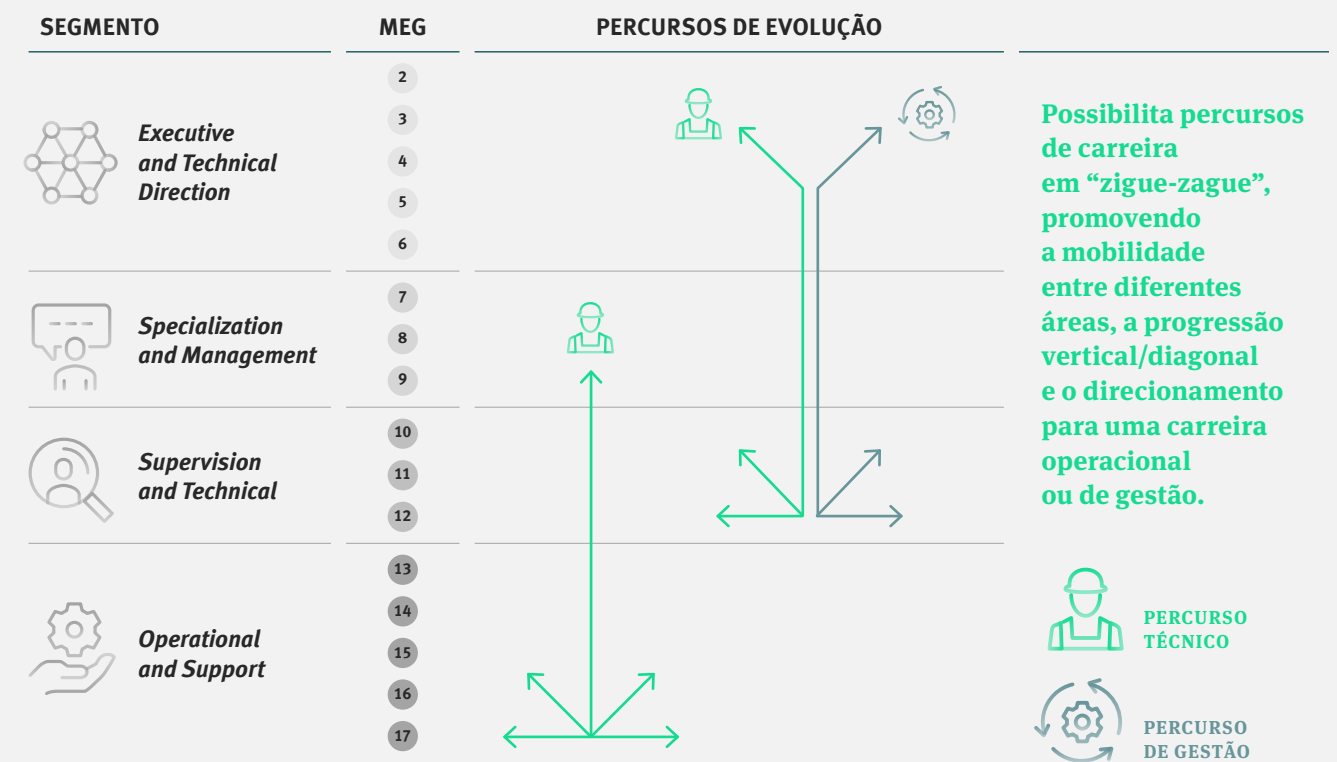 SEGMENTO
MEG
PERCURSOS DE EVOLUÇÃO
Executive
and Technical
Direction
2
3
4
5
6
Specialization
and Management
7
8
9
Supervision
and Technical
10
11
12
Operational
and Support
13
14
15
16
17
Possibilita percursos
de carreira
em “zigue-zague”,
promovendo
a mobilidade
entre diferentes
áreas, a progressão
vertical/diagonal
e o direcionamento
para uma carreira
operacional
ou de gestão.
PERCURSO
TÉCNICO
PERCURSO
DE GESTÃO